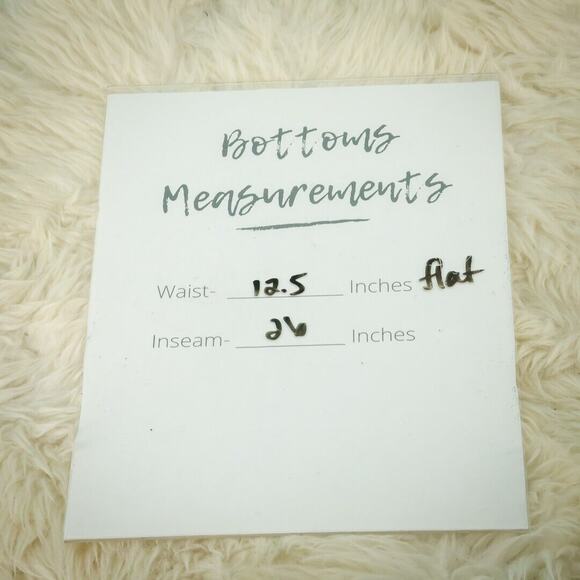 Bottoms
Measurements
Waist- 12.5 Inches flat
Inseam- 26 Inches